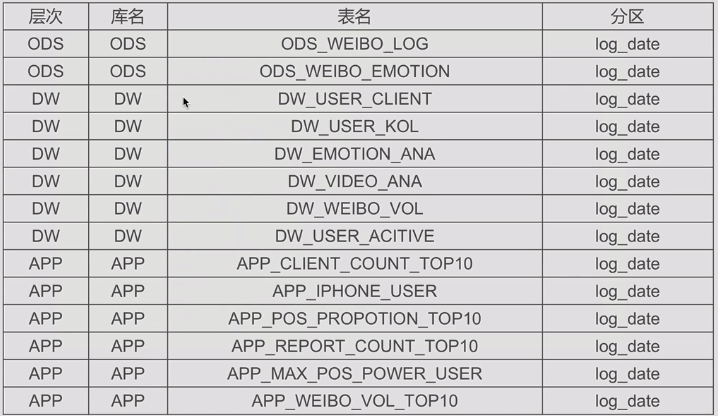 层次 库名 表名 分区
ODS ODS ODS_WEIBO_LOG log_date
ODS ODS ODS_WEIBO_EMOTION log_date
DW DW DW_USER_CLIENT log_date
DW DW DW_USER_KOL log_date
DW DW DW_EMOTION_ANA log_date
DW DW DW_VIDEO_ANA log_date
DW DW DW_WEIBO_VOL log_date
DW DW DW_USER_ACITIVE log_date
APP APP APP_CLIENT_COUNT_TOP10 log_date
APP APP APP_IPHONE_USER log_date
APP APP APP_POS_PROPOTION_TOP10 log_date
APP APP APP_REPORT_COUNT_TOP10 log_date
APP APP APP_MAX_POS_POWER_USER log_date
APP APP APP_WEIBO_VOL_TOP10 log_date